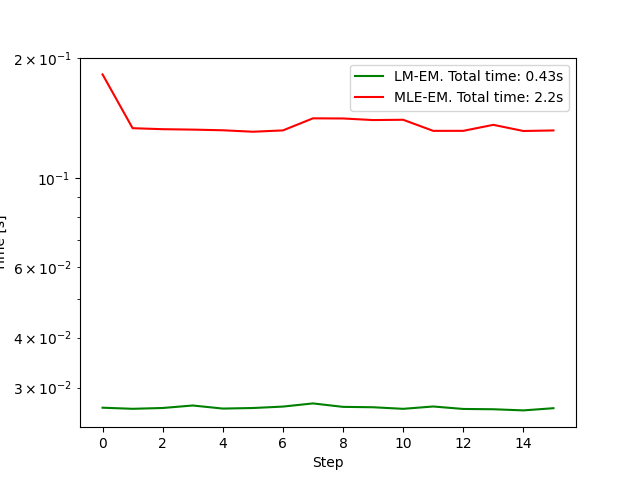 LM-EM. Total time: 0.43s
MLE-EM. Total time: 2.2s
2 × 10⁻¹
10⁻¹
6 × 10⁻²
4 × 10⁻²
3 × 10⁻²
0 2 4 6 8 10 12 14
Step